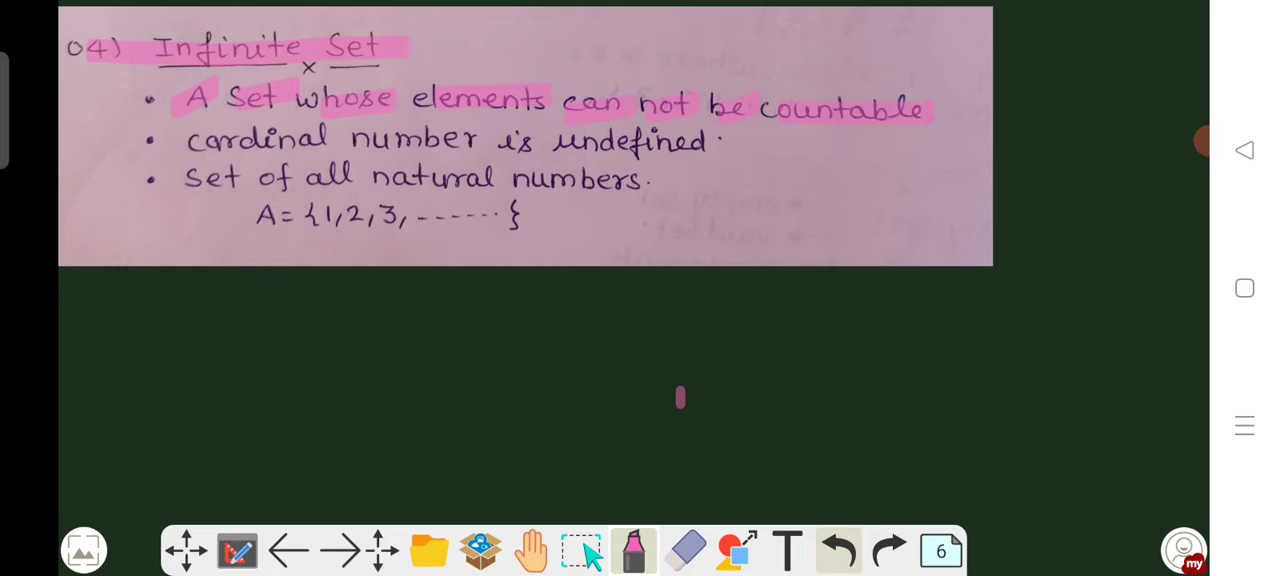 04) Infinite Set
• A Set whose elements can not be countable
• cardinal number is undefined.
• Set of all natural numbers.
A = {1, 2, 3, ------- }
T
6
my